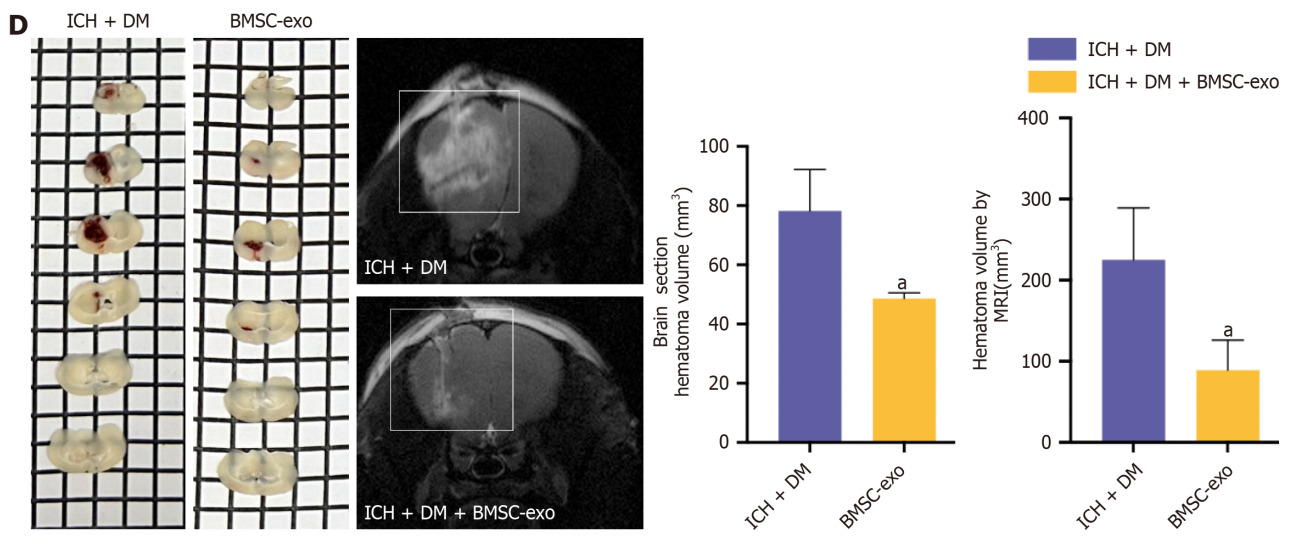 D
ICH + DM
BMSC-exo
ICH + DM
ICH + DM + BMSC-exo
Brain section
hematoma volume (mm³)
100
80
60
40
20
0
a
ICH + DM
BMSC-exo
ICH + DM
ICH + DM + BMSC-exo
Hematoma volume by
MRI(mm³)
400
300
200
100
0
a
ICH + DM
BMSC-exo